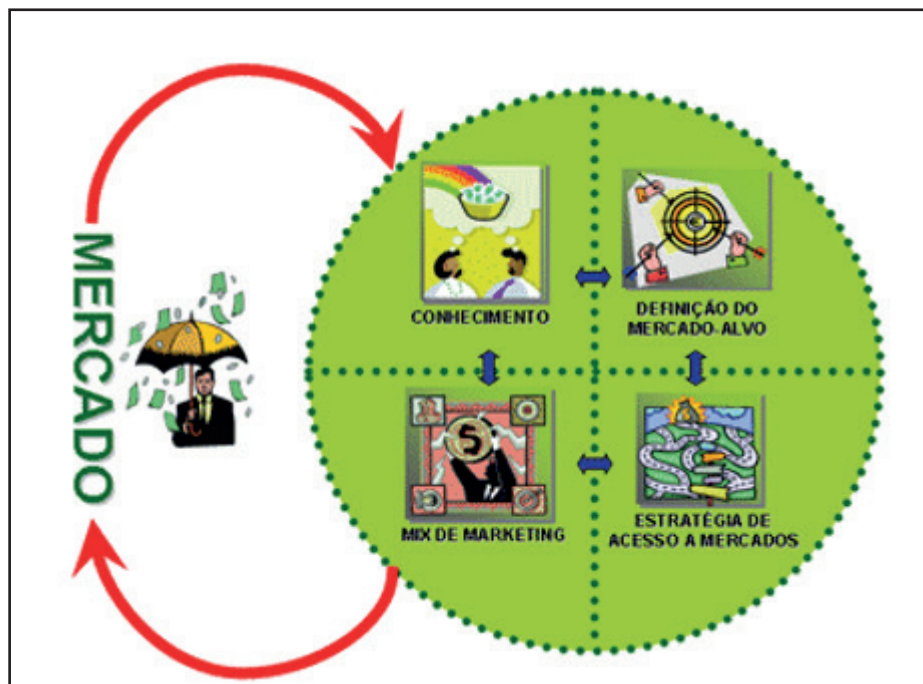 MERCADO
CONHECIMENTO
DEFINIÇÃO DO
MERCADO-ALVO
MIX DE MARKETING
ESTRATÉGIA DE
ACESSO A MERCADOS